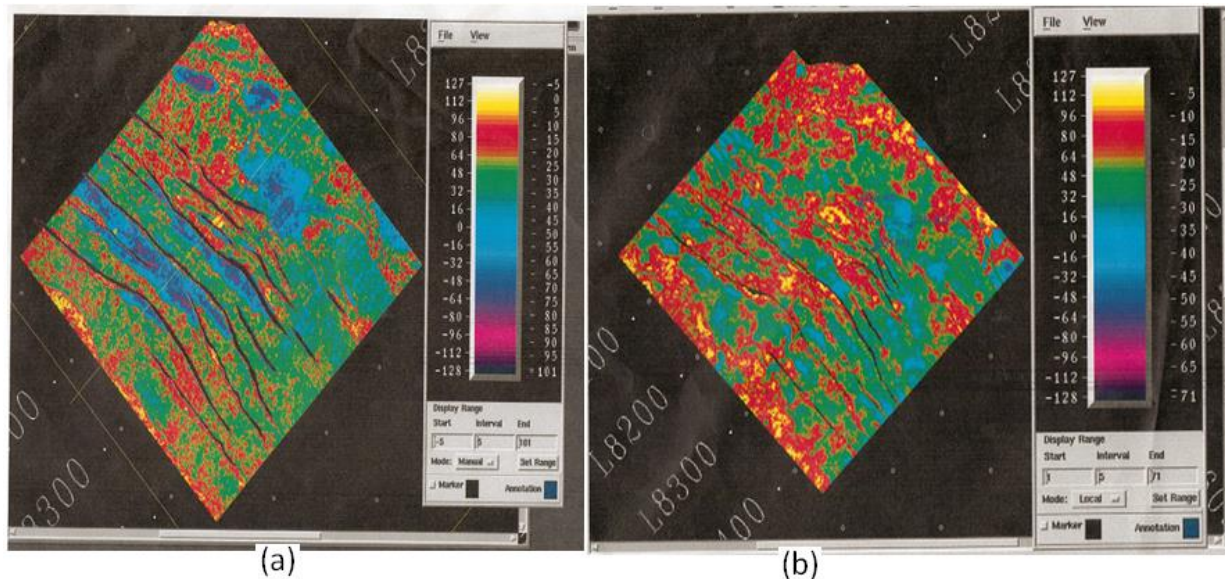 File View
127 -5
112 0
96 5
80 10
64 15
48 20
32 25
16 30
0 35
-16 40
-32 45
-48 50
-64 55
-80 60
-96 65
-112 70
-128 75
80
85
90
95
101
Display Range
Start Interval End
-5 5 101
Mode: Manual Set Range
Marker Annotation
L8300
(a)
File View
127
112 5
96 10
80 15
64 20
48 25
32 30
16 35
0 40
-16 45
-32 50
-48 55
-64 60
-80 65
-96 71
-112
-128
Display Range
Start Interval End
1 5 71
Mode: Local Set Range
Marker Annotation
L8200
L8300
(b)